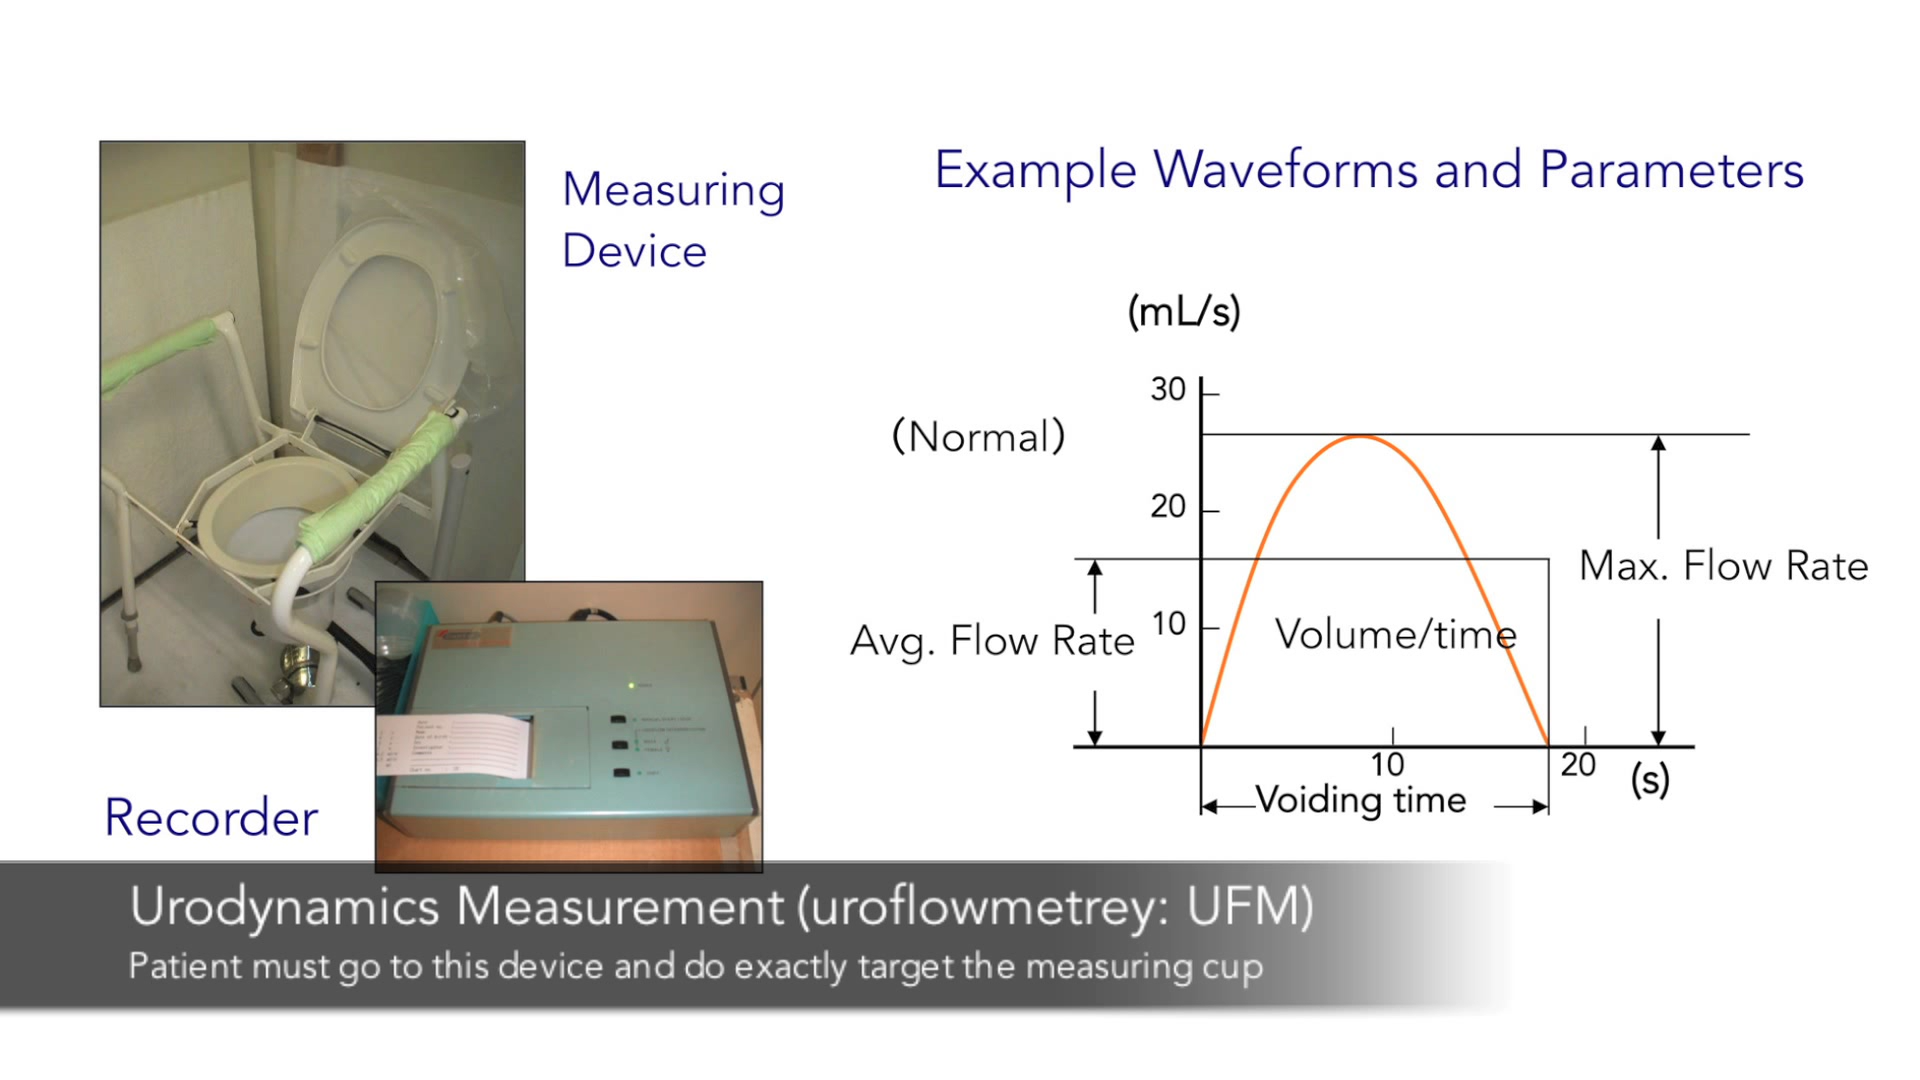 Measuring
Device
Example Waveforms and Parameters
(mL/s)
30
(Normal)
20
Max. Flow Rate
10
Volume/time
Avg. Flow Rate
10
20
(s)
Voiding time
Recorder
Urodynamics Measurement (uroflowmetrey: UFM)
Patient must go to this device and do exactly target the measuring cup